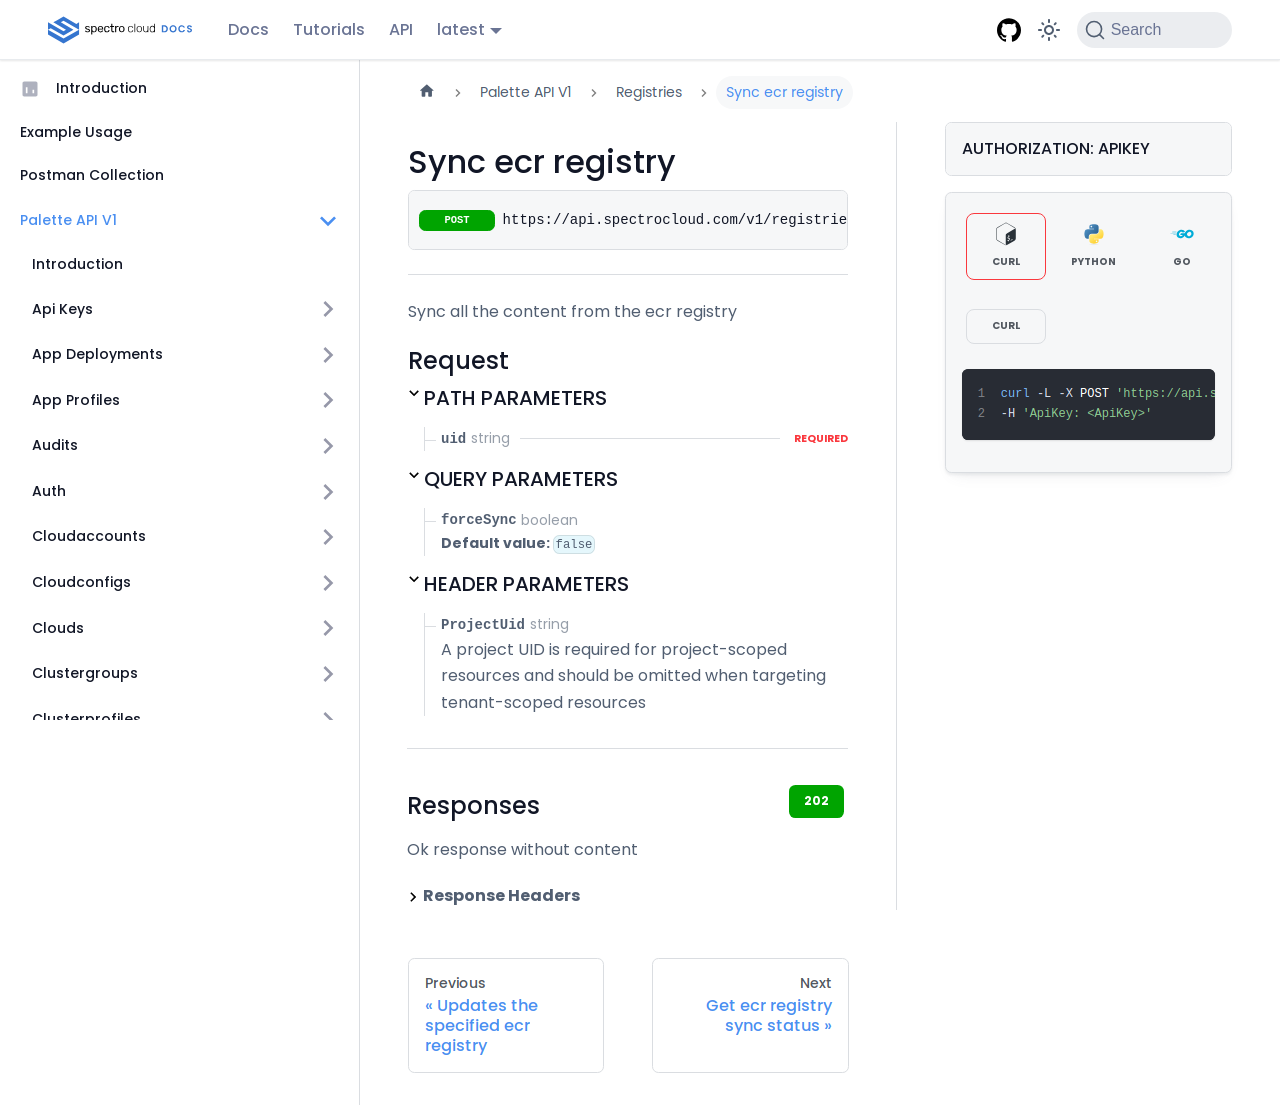 spectro cloud DOCS
Docs
Tutorials
API
latest
Search
Introduction
Example Usage
Postman Collection
Palette API V1
Introduction
Api Keys
App Deployments
App Profiles
Audits
Auth
Cloudaccounts
Cloudconfigs
Clouds
Clustergroups
Clusterprofiles
Palette API V1
Registries
Sync ecr registry
Sync ecr registry
POST https://api.spectrocloud.com/v1/registrie
Sync all the content from the ecr registry
Request
PATH PARAMETERS
uid string REQUIRED
QUERY PARAMETERS
forceSync boolean
Default value: false
HEADER PARAMETERS
ProjectUid string
A project UID is required for project-scoped
resources and should be omitted when targeting
tenant-scoped resources
Responses
202
Ok response without content
Response Headers
Previous
« Updates the
specified ecr
registry
Next
Get ecr registry
sync status »
AUTHORIZATION: APIKEY
CURL
PYTHON
GO
CURL
1 curl -L -X POST 'https://api.s
2 -H 'ApiKey: <ApiKey>'